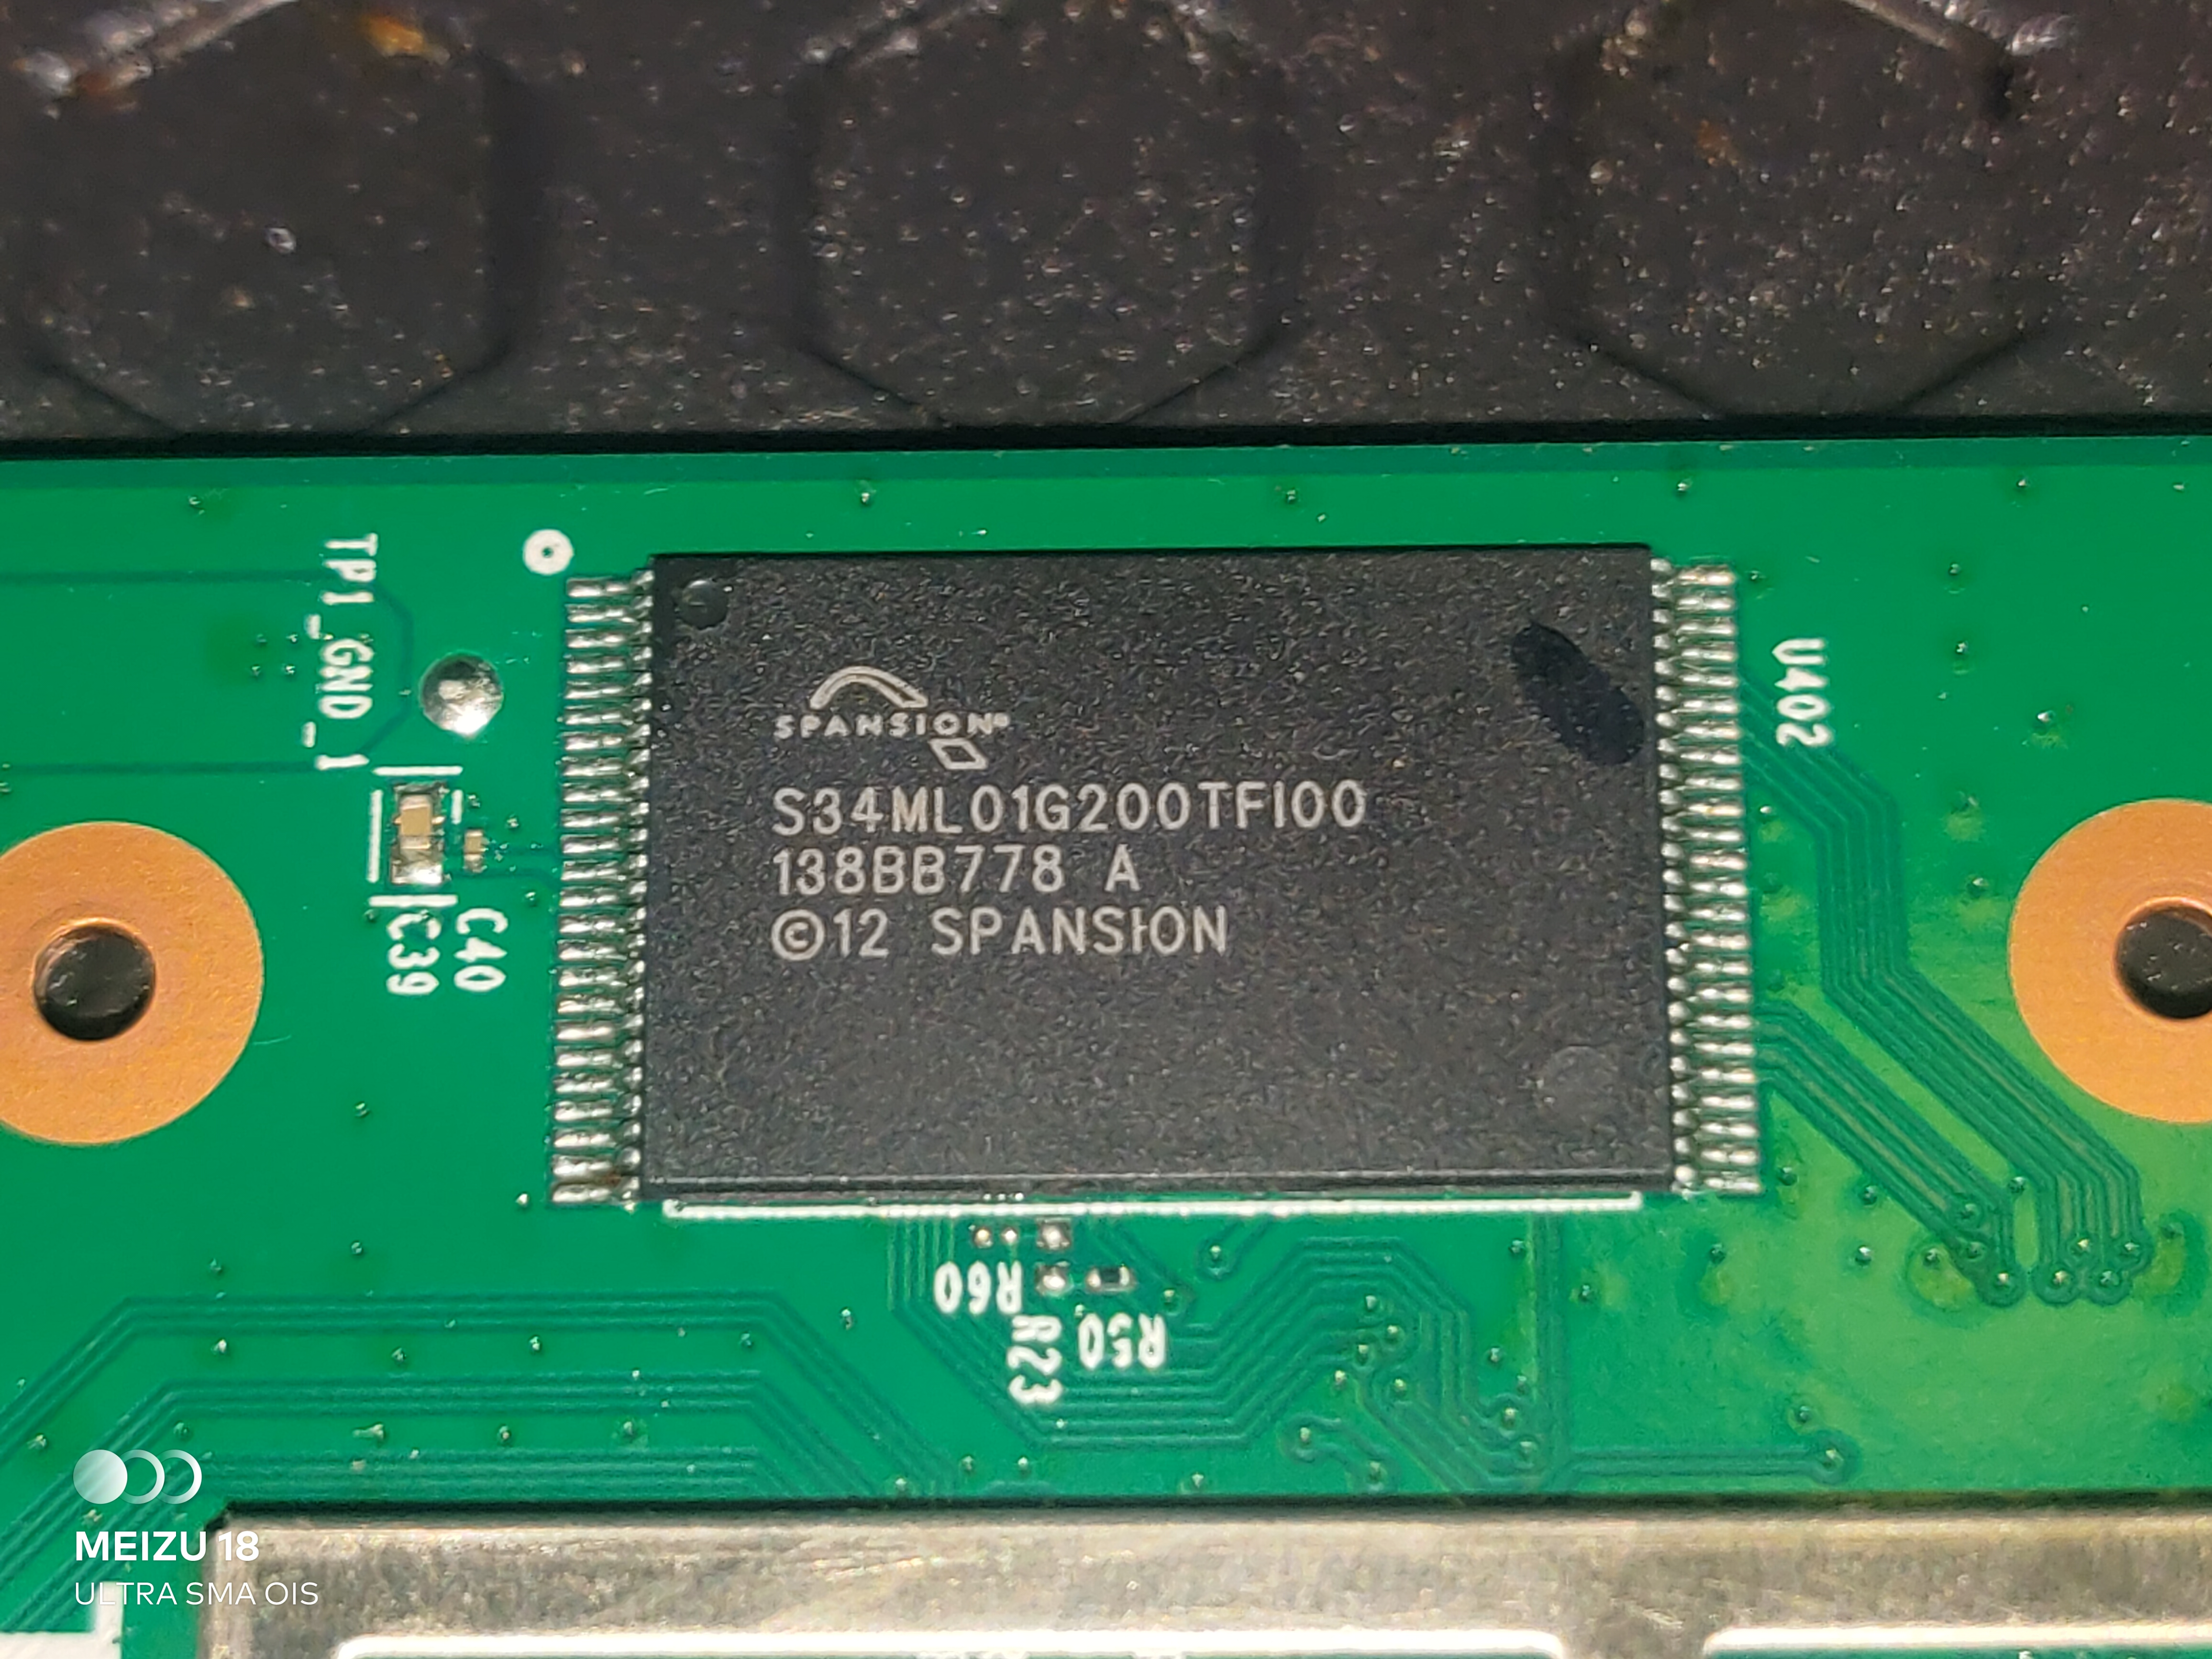 TP1_GND_1
U402
SPANSION®
S34ML01G200TFI00
138BB778 A
©12 SPANSION
C40
C39
R60
R50
R23
MEIZU 18
ULTRA SMA OIS